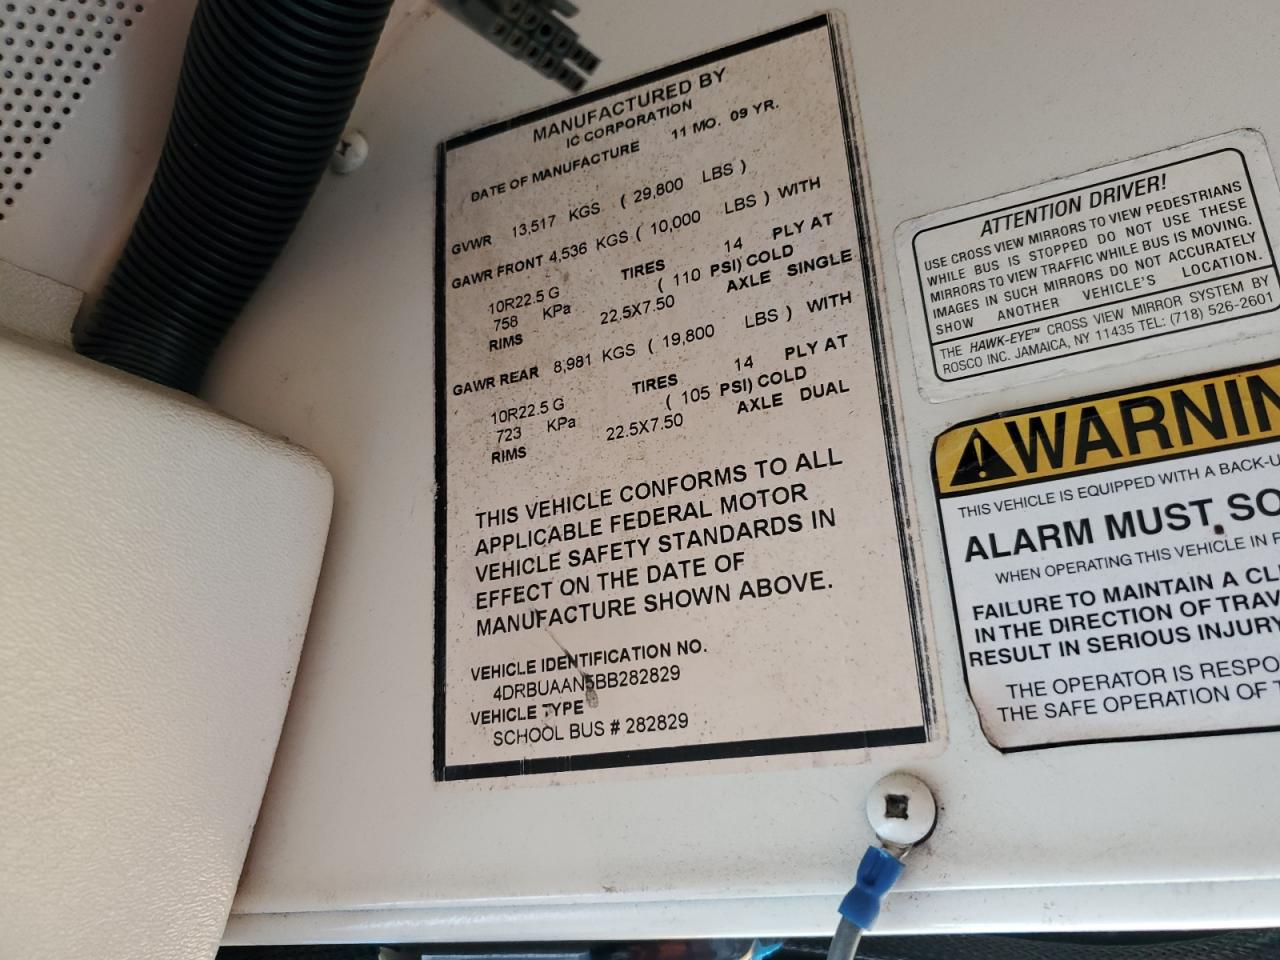 MANUFACTURED BY
IC CORPORATION
DATE OF MANUFACTURE 11 MO. 09 YR.
GVWR 13,517 KGS ( 29,800 LBS )
GAWR FRONT 4,536 KGS ( 10,000 LBS ) WITH
10R22.5 G TIRES 14 PLY AT
758 KPa ( 110 PSI) COLD
RIMS 22.5X7.50 AXLE SINGLE
GAWR REAR 8,981 KGS ( 19,800 LBS ) WITH
10R22.5 G TIRES 14 PLY AT
723 KPa ( 105 PSI) COLD
RIMS 22.5X7.50 AXLE DUAL
THIS VEHICLE CONFORMS TO ALL
APPLICABLE FEDERAL MOTOR
VEHICLE SAFETY STANDARDS IN
EFFECT ON THE DATE OF
MANUFACTURE SHOWN ABOVE.
VEHICLE IDENTIFICATION NO.
4DRBUAAN5BB282829
VEHICLE TYPE
SCHOOL BUS # 282829
ATTENTION DRIVER!
USE CROSS VIEW MIRRORS TO VIEW PEDESTRIANS
WHILE BUS IS STOPPED DO NOT USE THESE
MIRRORS TO VIEW TRAFFIC WHILE BUS IS MOVING.
IMAGES IN SUCH MIRRORS DO NOT ACCURATELY
SHOW ANOTHER VEHICLE'S LOCATION.
THE HAWK-EYE™ CROSS VIEW MIRROR SYSTEM BY
ROSCO INC. JAMAICA, NY 11435 TEL: (718) 526-2601
WARNIN
THIS VEHICLE IS EQUIPPED WITH A BACK-U
ALARM MUST SO
WHEN OPERATING THIS VEHICLE IN
FAILURE TO MAINTAIN A CL
IN THE DIRECTION OF TRAV
RESULT IN SERIOUS INJURY
THE OPERATOR IS RESPO
THE SAFE OPERATION OF